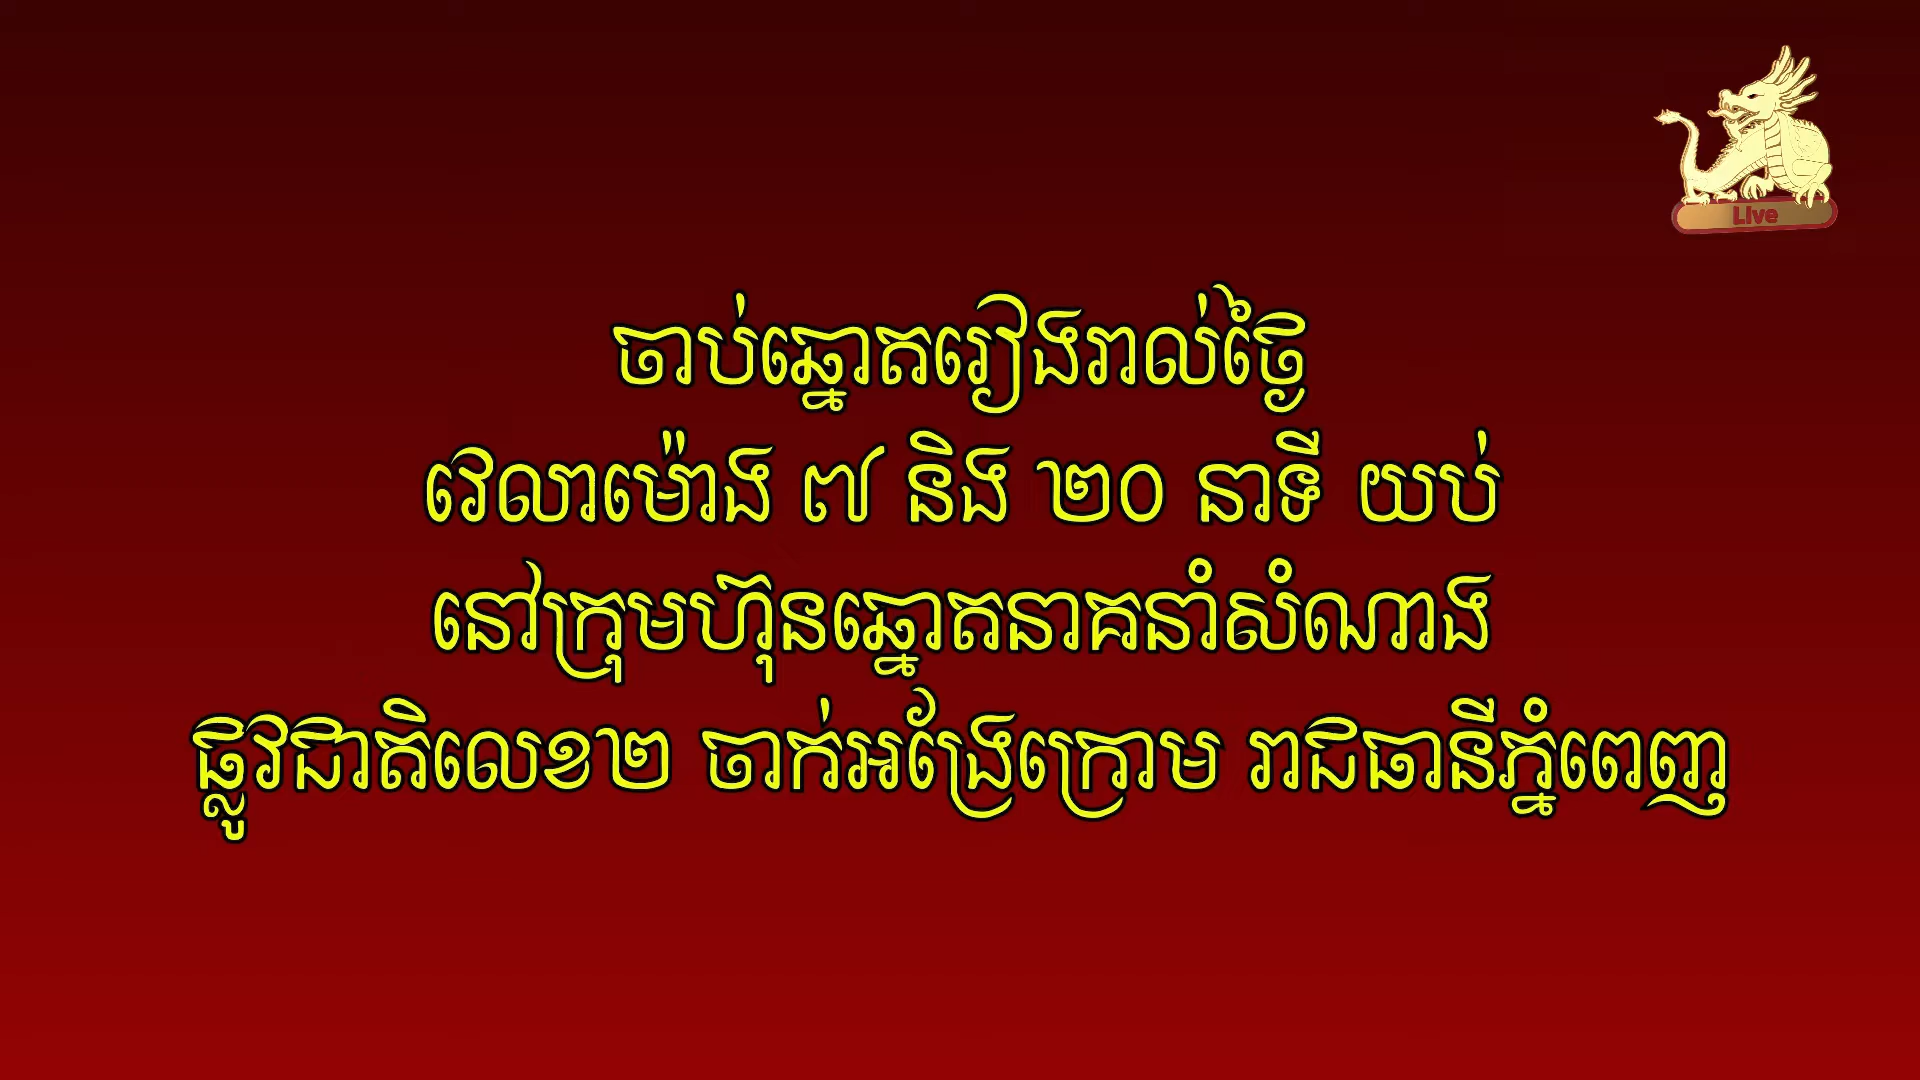 Live
ចាប់ឆ្នោតរៀងរាល់ថ្ងៃ
វេលាម៉ោង ៧ និង ២០ នាទី យប់
នៅក្រុមហ៊ុនឆ្នោតនាគនាំសំណាង
ផ្លូវជាតិលេខ២ ចាក់អង្រែក្រោម រាជធានីភ្នំពេញ